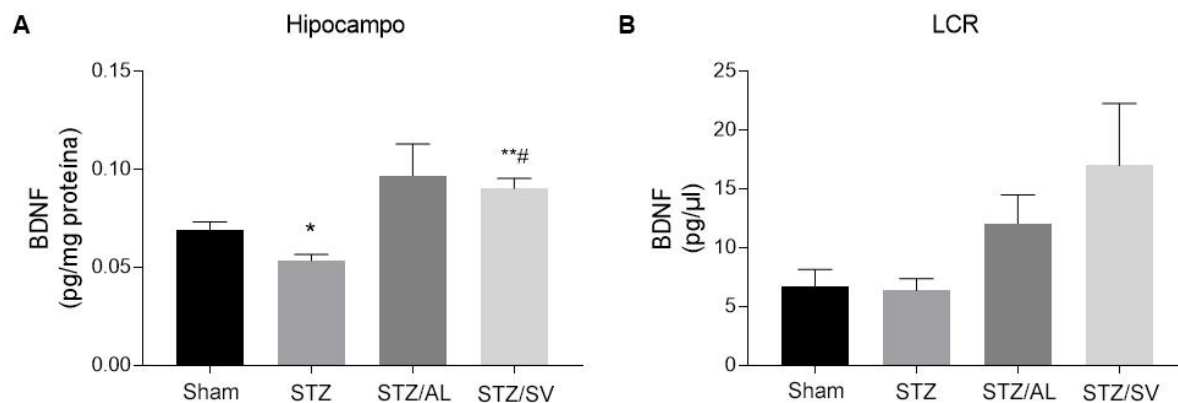 A
Hipocampo
BDNF
(pg/mg proteína)
0.15
0.10
0.05
0.00
*
**#
Sham
STZ
STZ/AL
STZ/SV
B
LCR
BDNF
(pg/µl)
25
20
15
10
5
0
Sham
STZ
STZ/AL
STZ/SV